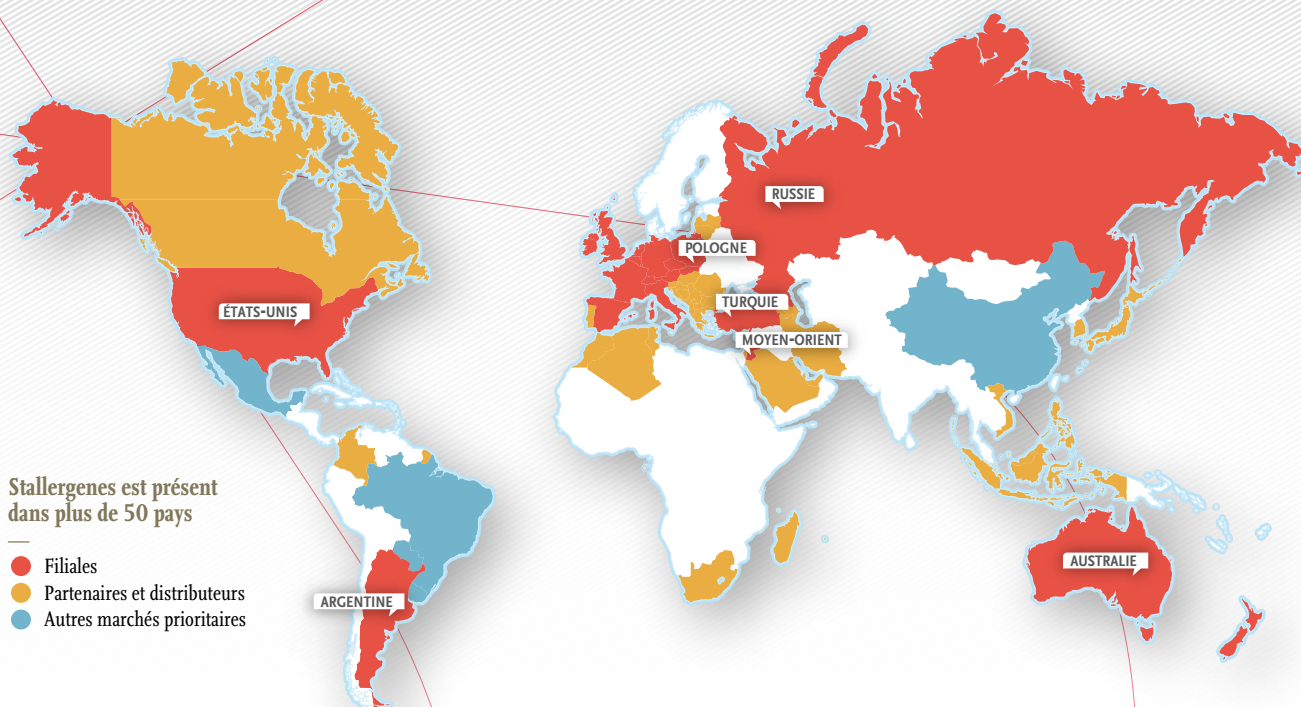 RUSSIE
POLOGNE
TURQUIE
ÉTATS-UNIS
MOYEN-ORIENT
Stallergenes est présent
dans plus de 50 pays
Filiales
Partenaires et distributeurs
Autres marchés prioritaires
ARGENTINE
AUSTRALIE